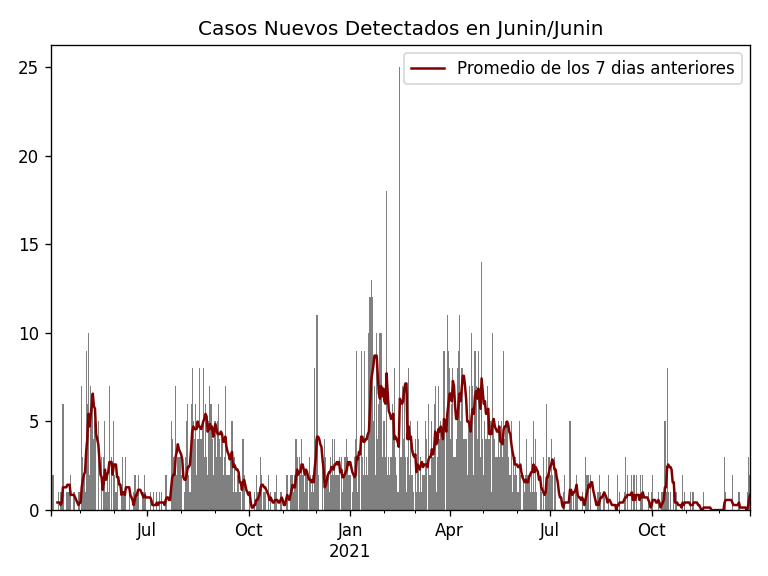 Casos Nuevos Detectados en Junin/Junin
Promedio de los 7 dias anteriores
25
20
15
10
5
0
Jul
Oct
Jan
2021
Apr
Jul
Oct